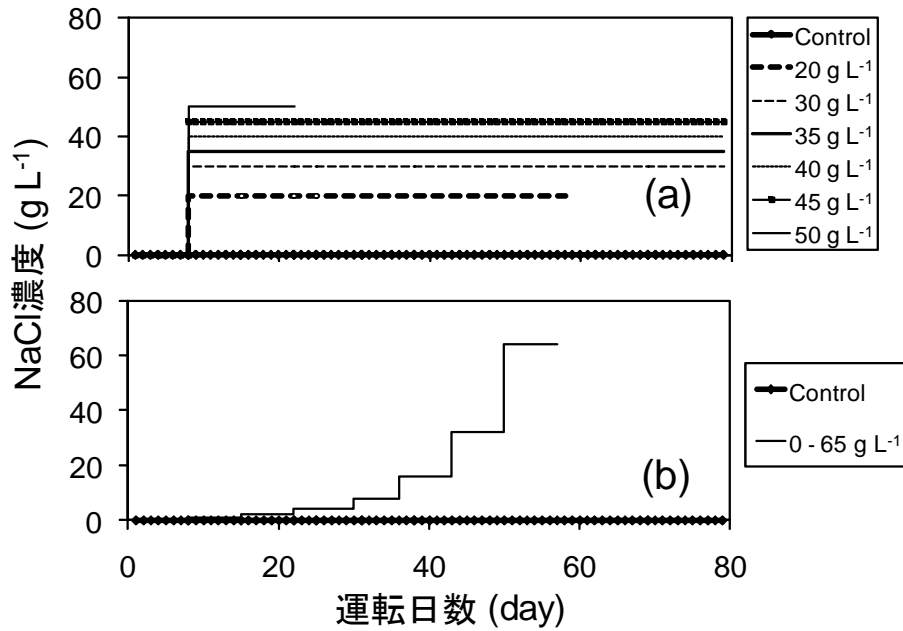 80
60
40
20
0
(a)
Control
20 g L⁻¹
30 g L⁻¹
35 g L⁻¹
40 g L⁻¹
45 g L⁻¹
50 g L⁻¹
NaCl濃度 (g L⁻¹)
80
60
40
20
0
(b)
Control
0 - 65 g L⁻¹
0 20 40 60 80
運転日数 (day)